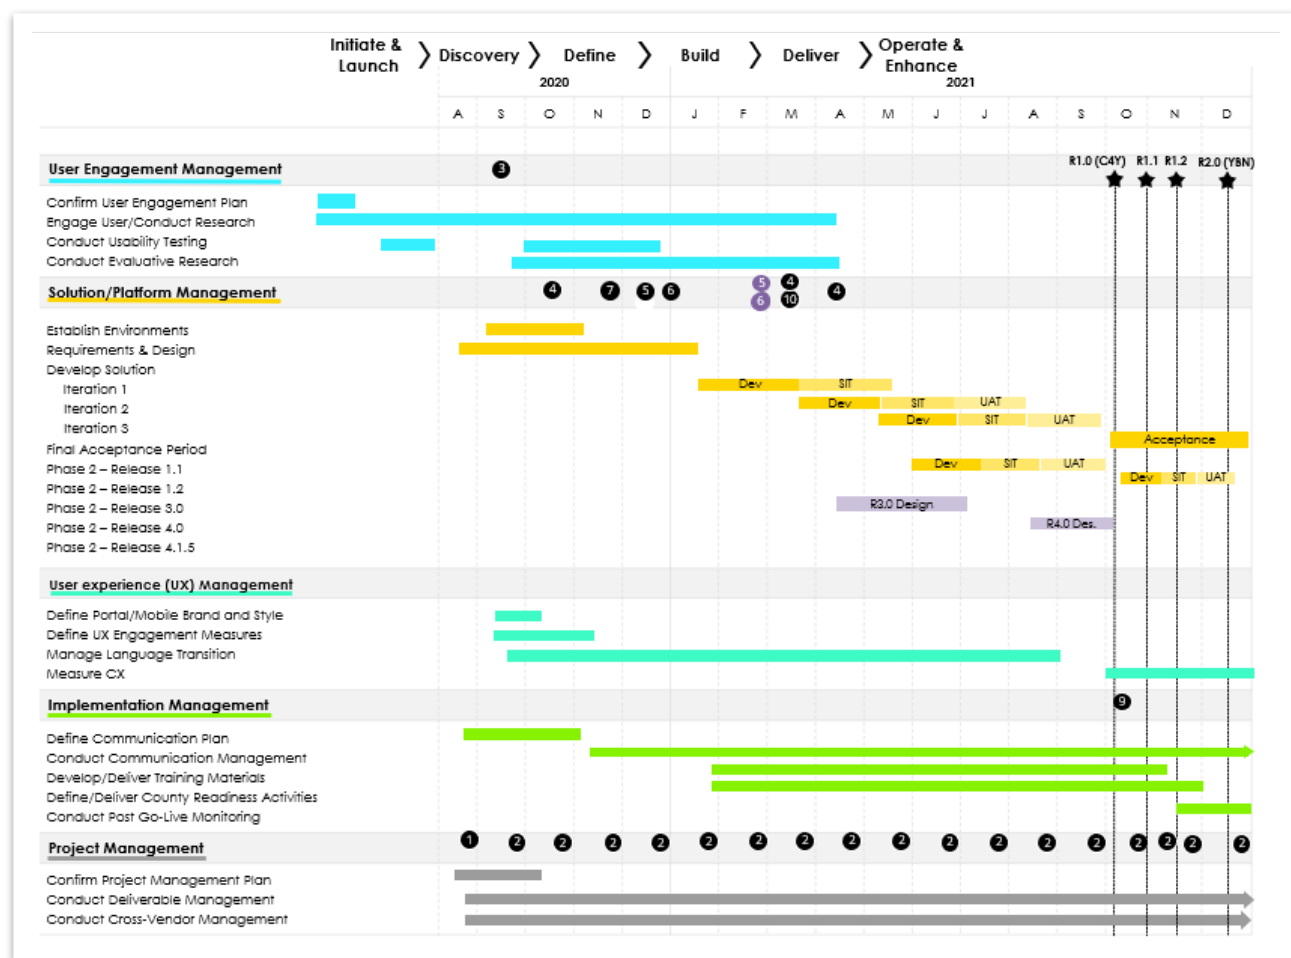 Initiate & Launch
Discovery
Define
Build
Deliver
Operate & Enhance
2020
2021
A S O N D J F M A M J J A S O N D
R1.0 (C4Y) R1.1 R1.2 R2.0 (YBN)
User Engagement Management
3
Confirm User Engagement Plan
Engage User/Conduct Research
Conduct Usability Testing
Conduct Evaluative Research
Solution/Platform Management
4 7 5 6 5 4 4
6 10
Establish Environments
Requirements & Design
Develop Solution
Iteration 1
Dev SIT
Iteration 2
Dev SIT UAT
Iteration 3
Dev SIT UAT
Final Acceptance Period
Acceptance
Phase 2 – Release 1.1
Dev SIT UAT
Dev SIT UAT
Phase 2 – Release 1.2
Phase 2 – Release 3.0
R3.0 Design
Phase 2 – Release 4.0
R4.0 Des.
Phase 2 – Release 4.1.5
User experience (UX) Management
Define Portal/Mobile Brand and Style
Define UX Engagement Measures
Manage Language Transition
Measure CX
Implementation Management
9
Define Communication Plan
Conduct Communication Management
Develop/Deliver Training Materials
Define/Deliver County Readiness Activities
Conduct Post Go-Live Monitoring
Project Management
1 2 2 2 2 2 2 2 2 2 2 2 2 2 2 2 2 2
Confirm Project Management Plan
Conduct Deliverable Management
Conduct Cross-Vendor Management